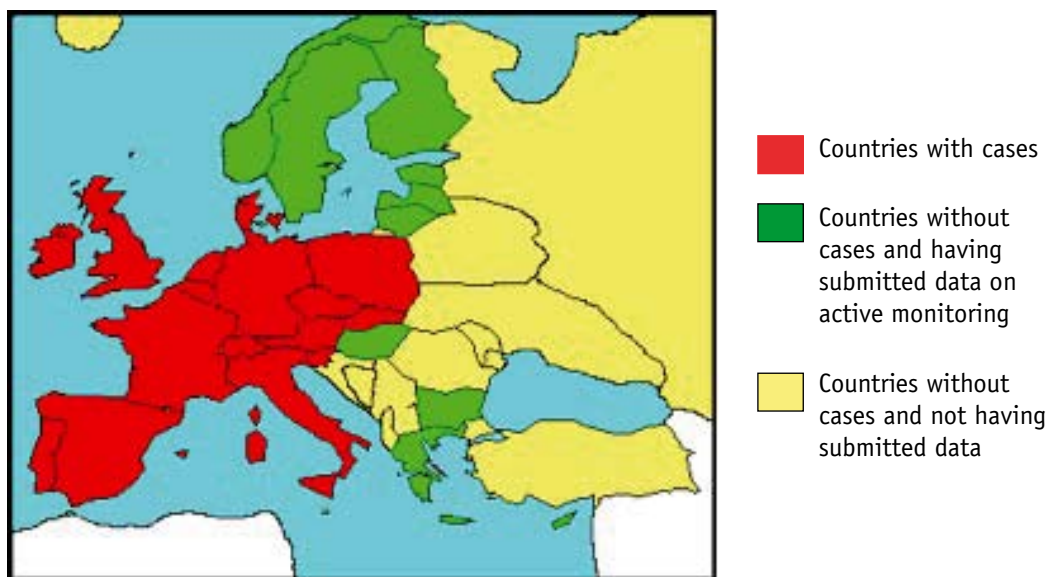 Countries with cases
Countries without
cases and having
submitted data on
active monitoring
Countries without
cases and not having
submitted data